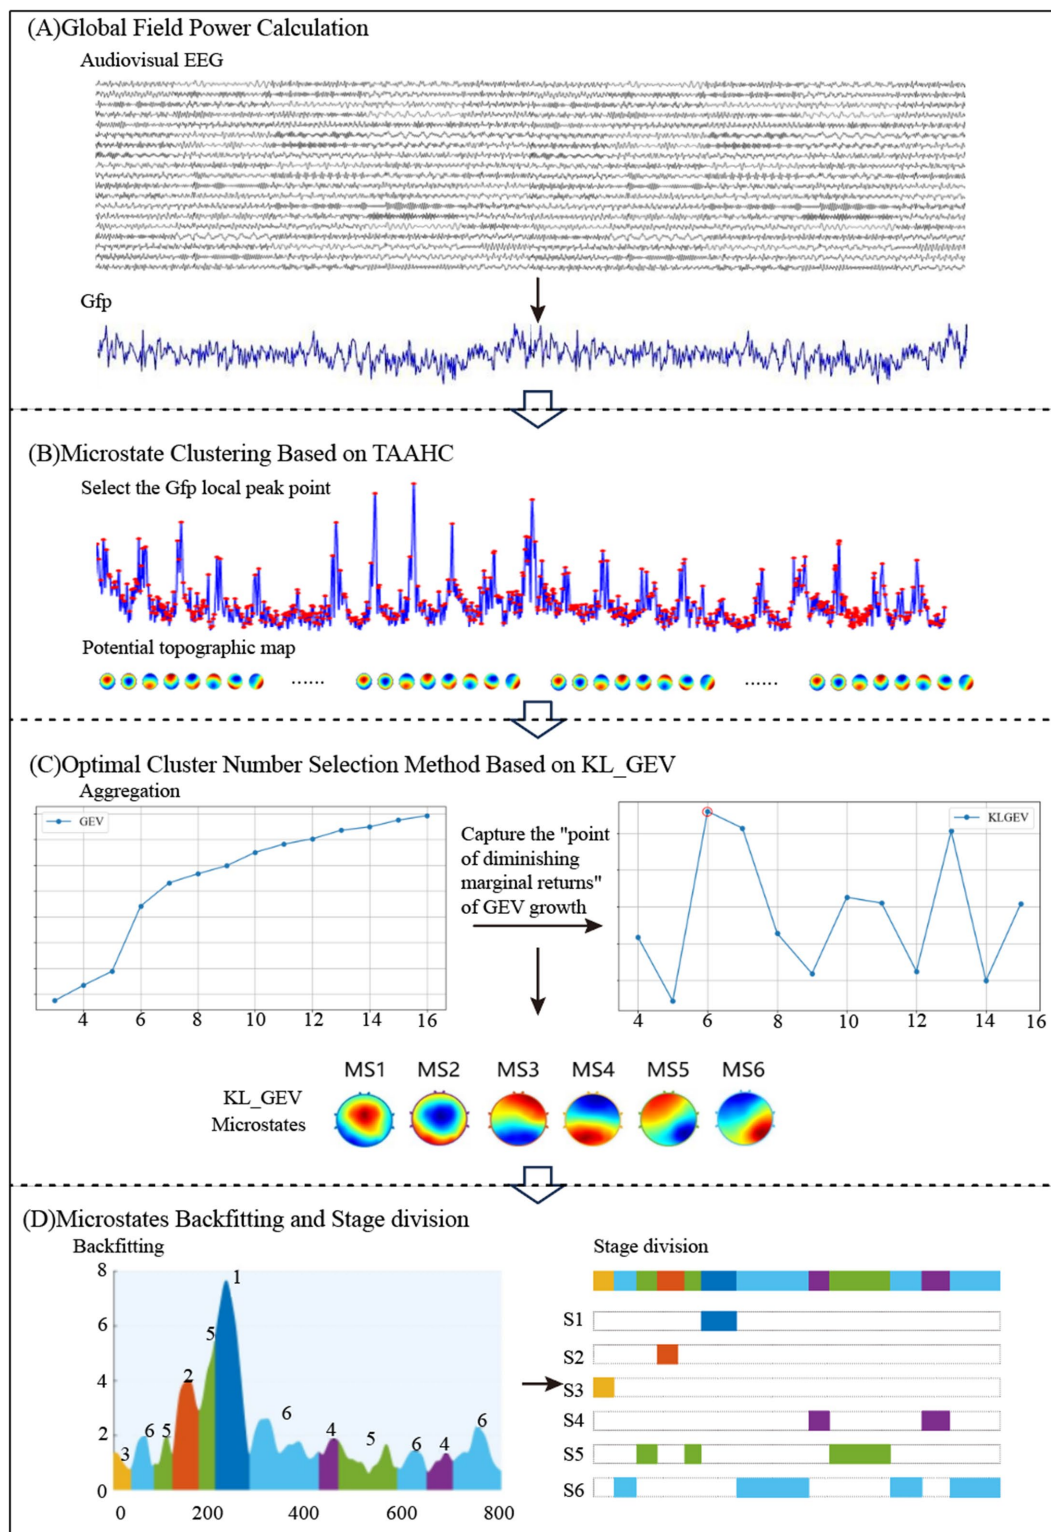 (A)Global Field Power Calculation
Audiovisual EEG
Gfp
(B)Microstate Clustering Based on TAAHC
Select the Gfp local peak point
Potential topographic map
......
......
(C)Optimal Cluster Number Selection Method Based on KL_GEV
Aggregation
GEV
4 6 8 10 12 14 16
Capture the "point
of diminishing
marginal returns"
of GEV growth
KLGEV
4 6 8 10 12 14 16
MS1 MS2 MS3 MS4 MS5 MS6
KL_GEV
Microstates
(D)Microstates Backfitting and Stage division
Backfitting
8
6
4
2
0
3 6 5 2 5 1 6 4 5 6 4 6
0 200 400 600 800
Stage division
S1
S2
S3
S4
S5
S6